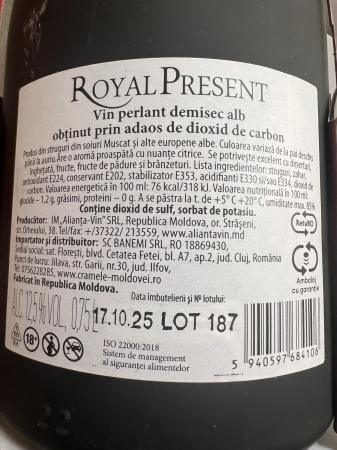 ROYAL PRESENT
Vin perlant demisec alb
obținut prin adaos de dioxid de carbon
Produs din struguri din soiuri Muscat și alte europene albe. Culoarea variază de la pai deschis
până la auriu. Are o aromă proaspătă cu nuanțe citrice. Se potrivește excelent cu deserturi,
înghețată, fructe, fructe de pădure și brânzeturi. Lista ingredientelor: struguri, zahar,
antioxidant E224, conservant E202, stabilizator E353, acidifianti E330 si/sau E334, dioxid de
carbon. Valoarea energetică în 100 ml: 76 kcal/318 kJ. Valoarea nutrițională în 100 ml:
glucide – 1,2 g, grăsimi, proteine – 0 g. A se păstra la t. de +5°C +20°C, umiditate max. 85%
Conține dioxid de sulf, sorbat de potasiu.
Producător: ÎM „Alianța-Vin" SRL, Republica Moldova, or. Strășeni,
str. Orheiului, 38. Tel/fax: +/37322/ 213559, www.aliantavin.md
Importator și distribuitor: SC BANEMI SRL, RO 18869430,
Sediul social: sat. Florești, blvd. Cetatea Fetei, bl. A7, ap.2, jud. Cluj, România
Punct de lucru: Jilava, str. Garii, nr.30, jud. Ilfov,
Tel: 0756228285, www.cramele-moldovei.ro
Fabricat în Republica Moldova.
RetuRO
Ambalaj
cu garanție
Data îmbutelierii și № lotului:
ALC. 12,5 % VOL, 0,75 L
17.10.25 LOT 187
18+
ISO 22000:2018
Sistem de management
al siguranței alimentelor
5 940597 684106
22